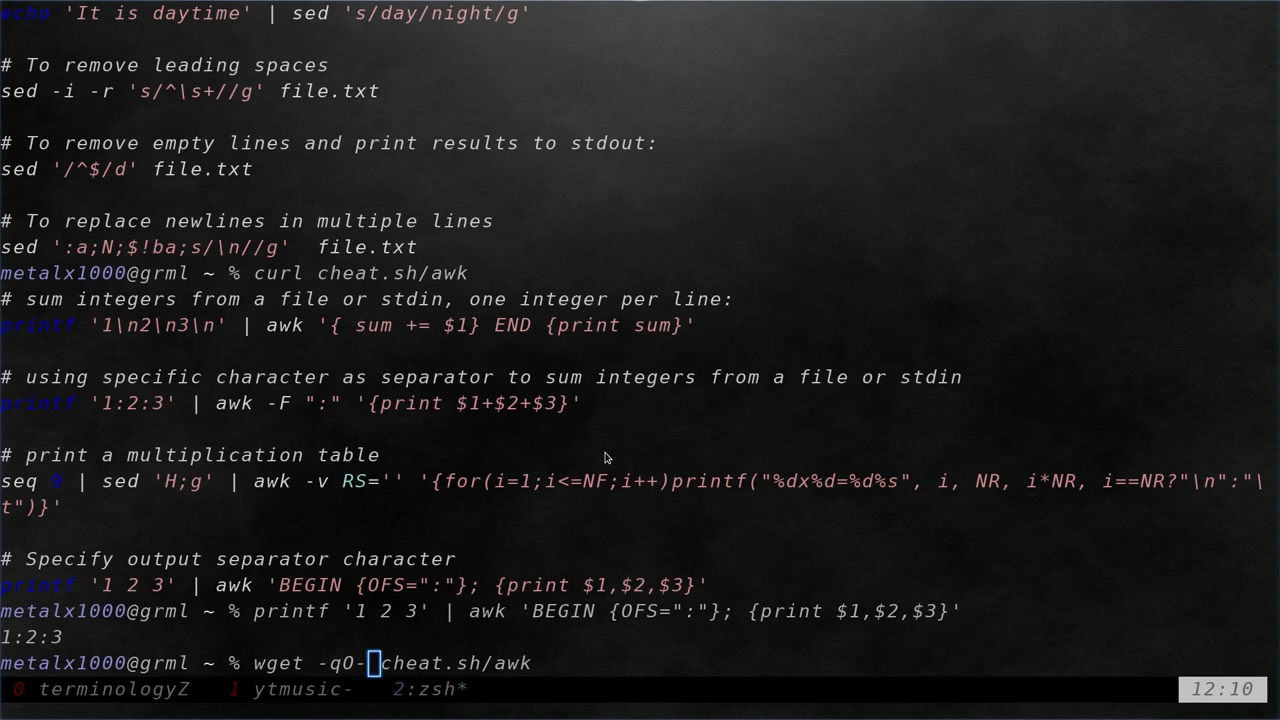 echo 'It is daytime' | sed 's/day/night/g'
# To remove leading spaces
sed -i -r 's/^\s+//g' file.txt
# To remove empty lines and print results to stdout:
sed '/^$/d' file.txt
# To replace newlines in multiple lines
sed ':a;N;$!ba;s/\n//g'  file.txt
metalx1000@grml ~ % curl cheat.sh/awk
# sum integers from a file or stdin, one integer per line:
printf '1\n2\n3\n' | awk '{ sum += $1} END {print sum}'
# using specific character as separator to sum integers from a file or stdin
printf '1:2:3' | awk -F ":" '{print $1+$2+$3}'
# print a multiplication table
seq 9 | sed 'H;g' | awk -v RS='' '{for(i=1;i<=NF;i++)printf("%dx%d=%d%s", i, NR, i*NR, i==NR?"\n":"\
t")}'
# Specify output separator character
printf '1 2 3' | awk 'BEGIN {OFS=":"}; {print $1,$2,$3}'
metalx1000@grml ~ % printf '1 2 3' | awk 'BEGIN {OFS=":"}; {print $1,$2,$3}'
1:2:3
metalx1000@grml ~ % wget -qO- cheat.sh/awk
0 terminologyZ  1 ytmusic-  2:zsh* 12:10